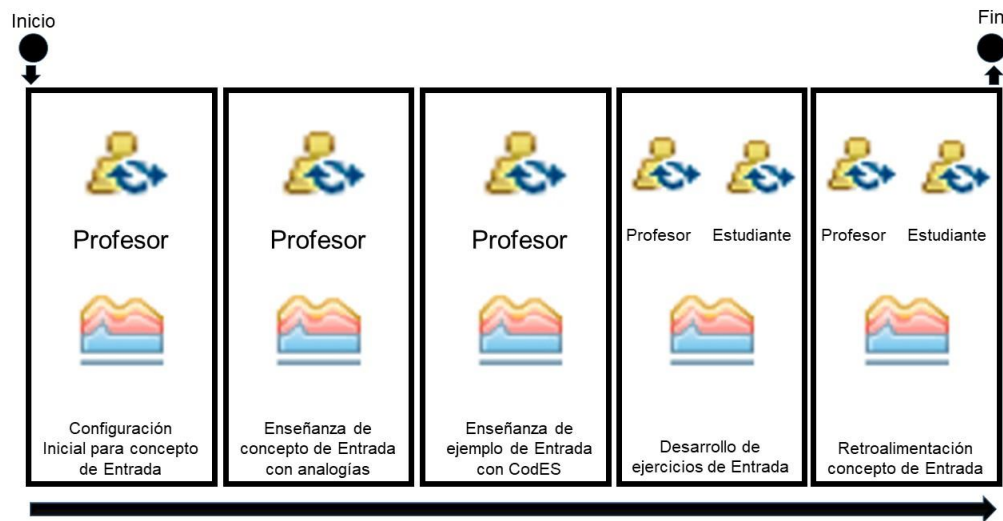 Inicio
Fin
Profesor
Configuración
Inicial para concepto
de Entrada
Profesor
Enseñanza de
concepto de Entrada
con analogías
Profesor
Enseñanza de
ejemplo de Entrada
con CodES
Profesor Estudiante
Desarrollo de
ejercicios de Entrada
Profesor Estudiante
Retroalimentación
concepto de Entrada